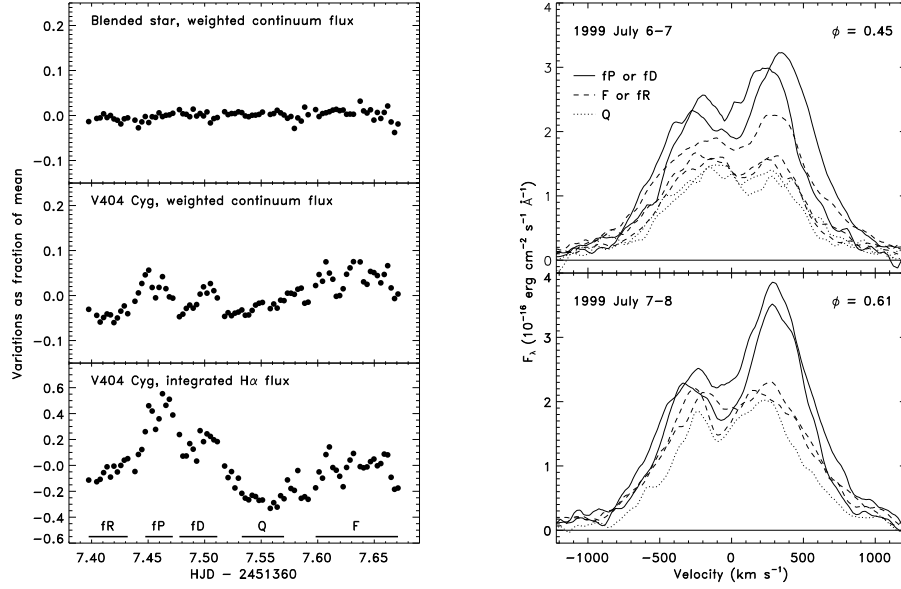 Blended star, weighted continuum flux
0.2
0.1
0.0
−0.1
V404 Cyg, weighted continuum flux
0.2
0.1
0.0
−0.1
V404 Cyg, integrated Hα flux
0.6
0.4
0.2
−0.0
−0.2
−0.4
−0.6
fR fP fD Q F
7.40 7.45 7.50 7.55 7.60 7.65
HJD − 2451360
Variations as fraction of mean
1999 July 6−7 φ = 0.45
fP or fD
F or fR
Q
4
3
2
1
0
1999 July 7−8 φ = 0.61
4
3
2
1
0
−1000 −500 0 500 1000
Velocity (km s⁻¹)
Fλ (10⁻¹⁶ erg cm⁻² s⁻¹ Å⁻¹)